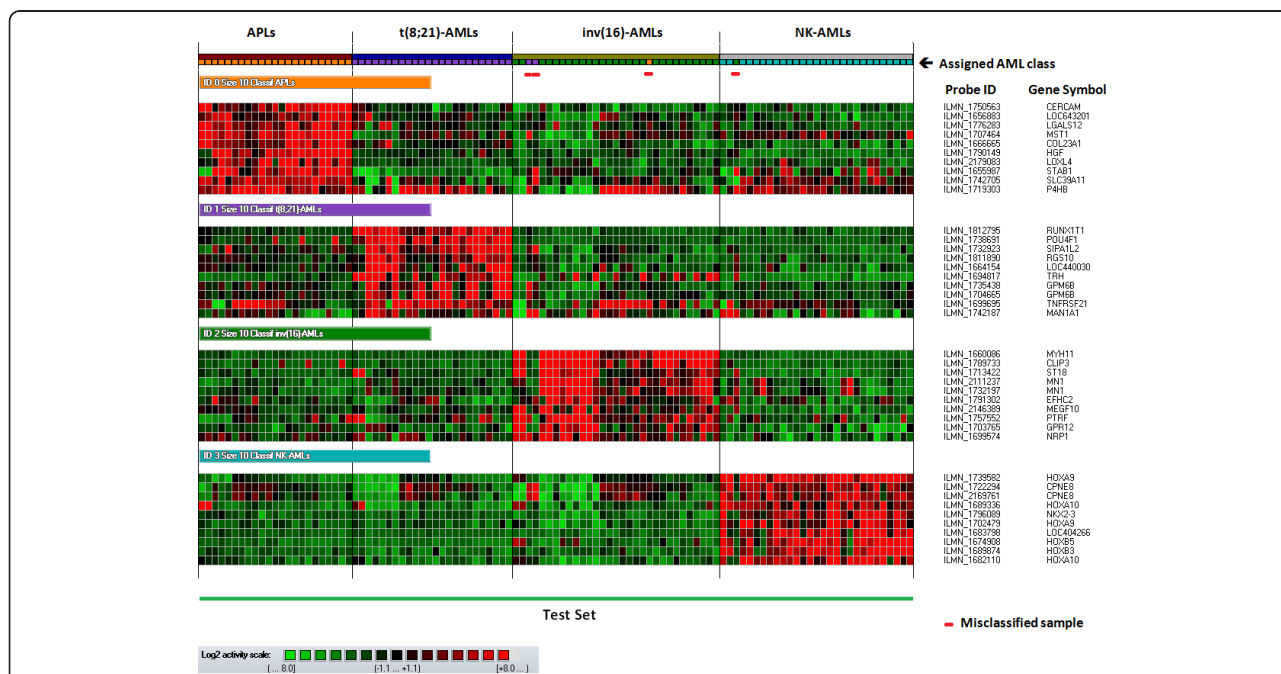 APLs t(8;21)-AMLs inv(16)-AMLs NK-AMLs
Assigned AML class
ID 0 Size 10 Classif APLs
Probe ID Gene Symbol
ILMN_1750563 CERCAM
ILMN_1656883 LOC643201
ILMN_1776283 LGALS12
ILMN_1707464 MST1
ILMN_1666665 COL23A1
ILMN_1790149 HGF
ILMN_2179083 LOXL4
ILMN_1655987 STAB1
ILMN_1742705 SLC39A11
ILMN_1719303 P4HB
ID 1 Size 10 Classif t(8;21)-AMLs
ILMN_1812795 RUNX1T1
ILMN_1738691 POU4F1
ILMN_1732923 SIPA1L2
ILMN_1811890 RGS10
ILMN_1664154 LOC440030
ILMN_1694817 TRH
ILMN_1735438 GPM6B
ILMN_1704665 GPM6B
ILMN_1699695 TNFRSF21
ILMN_1742187 MAN1A1
ID 2 Size 10 Classif inv(16)-AMLs
ILMN_1660086 MYH11
ILMN_1789733 CLIP3
ILMN_1713422 ST18
ILMN_2111237 MN1
ILMN_1732197 MN1
ILMN_1791302 EFHC2
ILMN_2146389 MEGF10
ILMN_1757552 PTRF
ILMN_1703765 GPR12
ILMN_1699574 NRP1
ID 3 Size 10 Classif NK AMLs
ILMN_1739582 HOXA9
ILMN_1722294 CPNE8
ILMN_2169761 CPNE8
ILMN_1689336 HOXA10
ILMN_1796089 NKX2-3
ILMN_1702479 HOXA9
ILMN_1683798 LOC404266
ILMN_1674908 HOXB5
ILMN_1689874 HOXB3
ILMN_1682110 HOXA10
Test Set
Misclassified sample
Log2 activity scale:
(... 8.0] [-1.1 ... +1.1) [+8.0 ...)